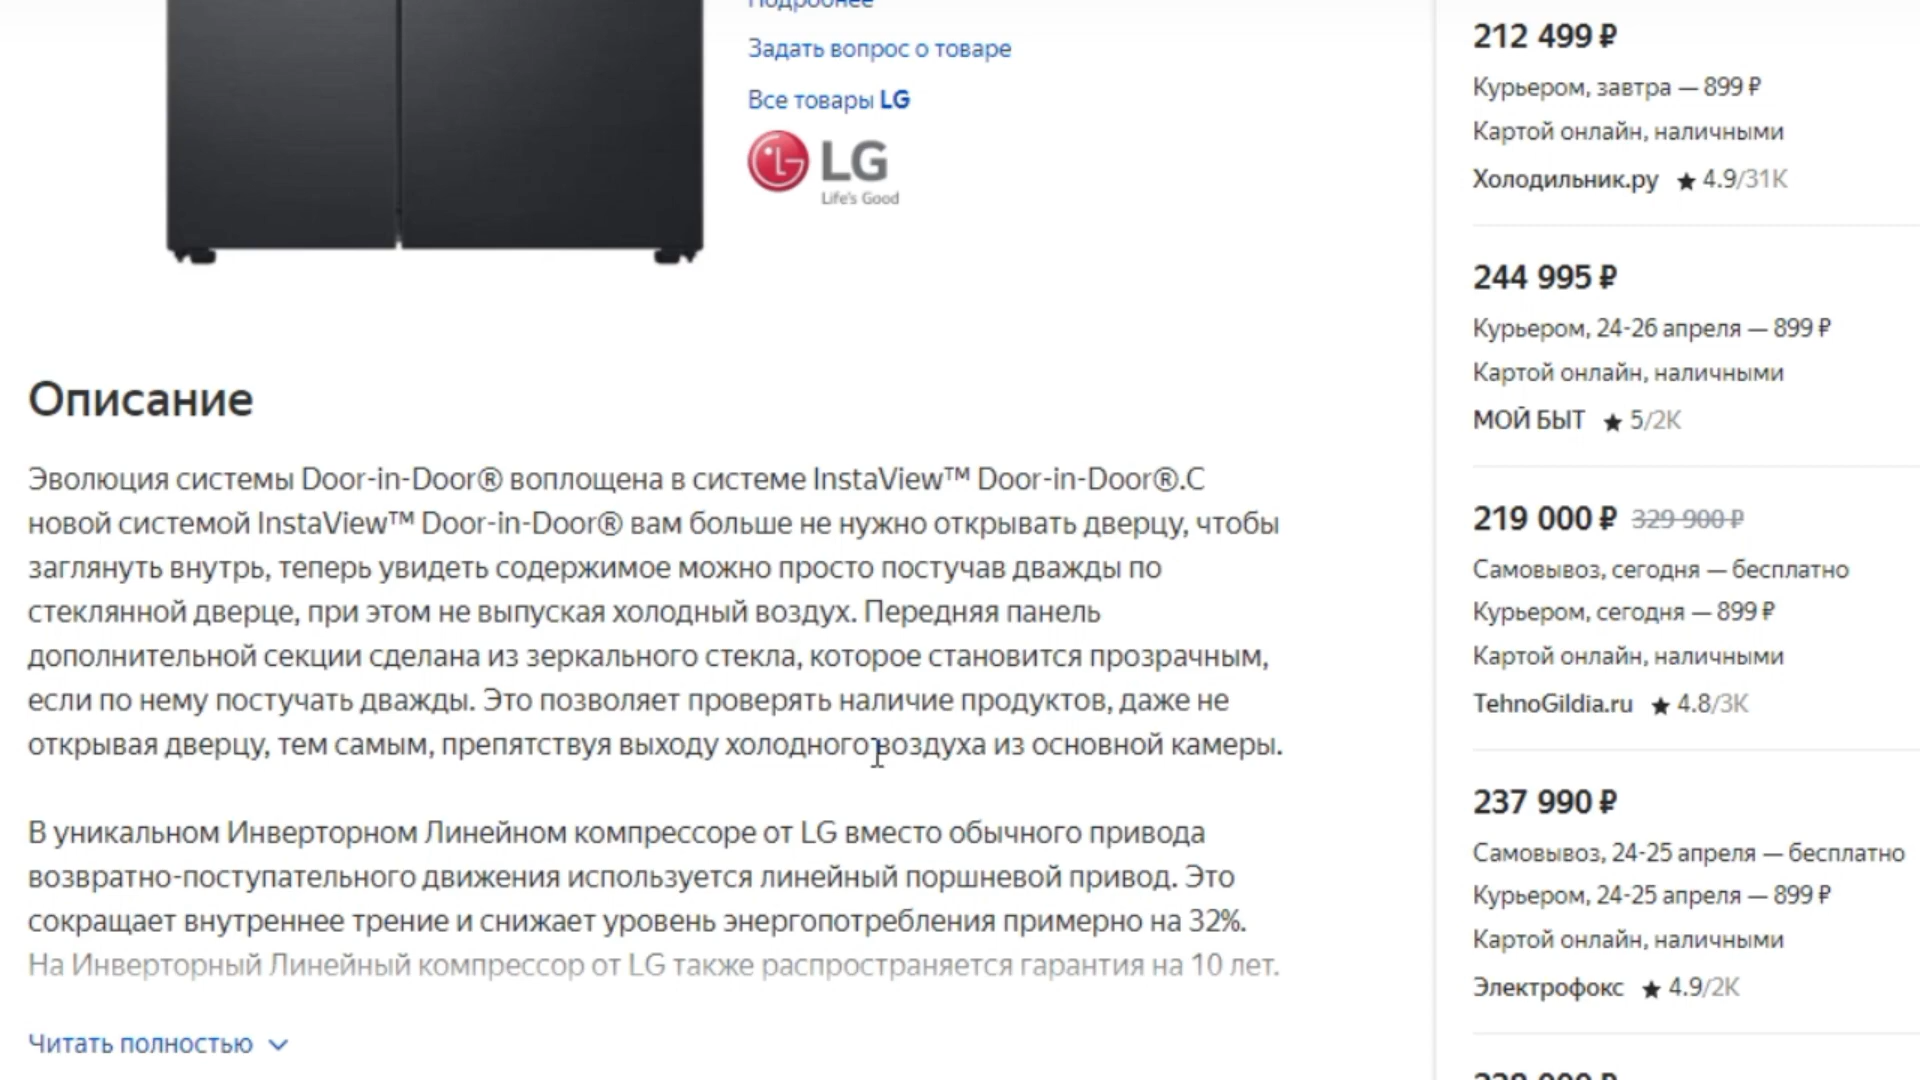 Подробнее
Задать вопрос о товаре
Все товары LG
LG
Life's Good
Описание
Эволюция системы Door-in-Door® воплощена в системе InstaView™ Door-in-Door®.С
новой системой InstaView™ Door-in-Door® вам больше не нужно открывать дверцу, чтобы
заглянуть внутрь, теперь увидеть содержимое можно просто постучав дважды по
стеклянной дверце, при этом не выпуская холодный воздух. Передняя панель
дополнительной секции сделана из зеркального стекла, которое становится прозрачным,
если по нему постучать дважды. Это позволяет проверять наличие продуктов, даже не
открывая дверцу, тем самым, препятствуя выходу холодного воздуха из основной камеры.
В уникальном Инверторном Линейном компрессоре от LG вместо обычного привода
возвратно-поступательного движения используется линейный поршневой привод. Это
сокращает внутреннее трение и снижает уровень энергопотребления примерно на 32%.
На Инверторный Линейный компрессор от LG также распространяется гарантия на 10 лет.
Читать полностью
212 499 ₽
Курьером, завтра — 899 ₽
Картой онлайн, наличными
Холодильник.ру ★ 4.9/31K
244 995 ₽
Курьером, 24-26 апреля — 899 ₽
Картой онлайн, наличными
МОЙ БЫТ ★ 5/2K
219 000 ₽ 329 900 ₽
Самовывоз, сегодня — бесплатно
Курьером, сегодня — 899 ₽
Картой онлайн, наличными
TehnoGildia.ru ★ 4.8/3K
237 990 ₽
Самовывоз, 24-25 апреля — бесплатно
Курьером, 24-25 апреля — 899 ₽
Картой онлайн, наличными
Электрофокс ★ 4.9/2K